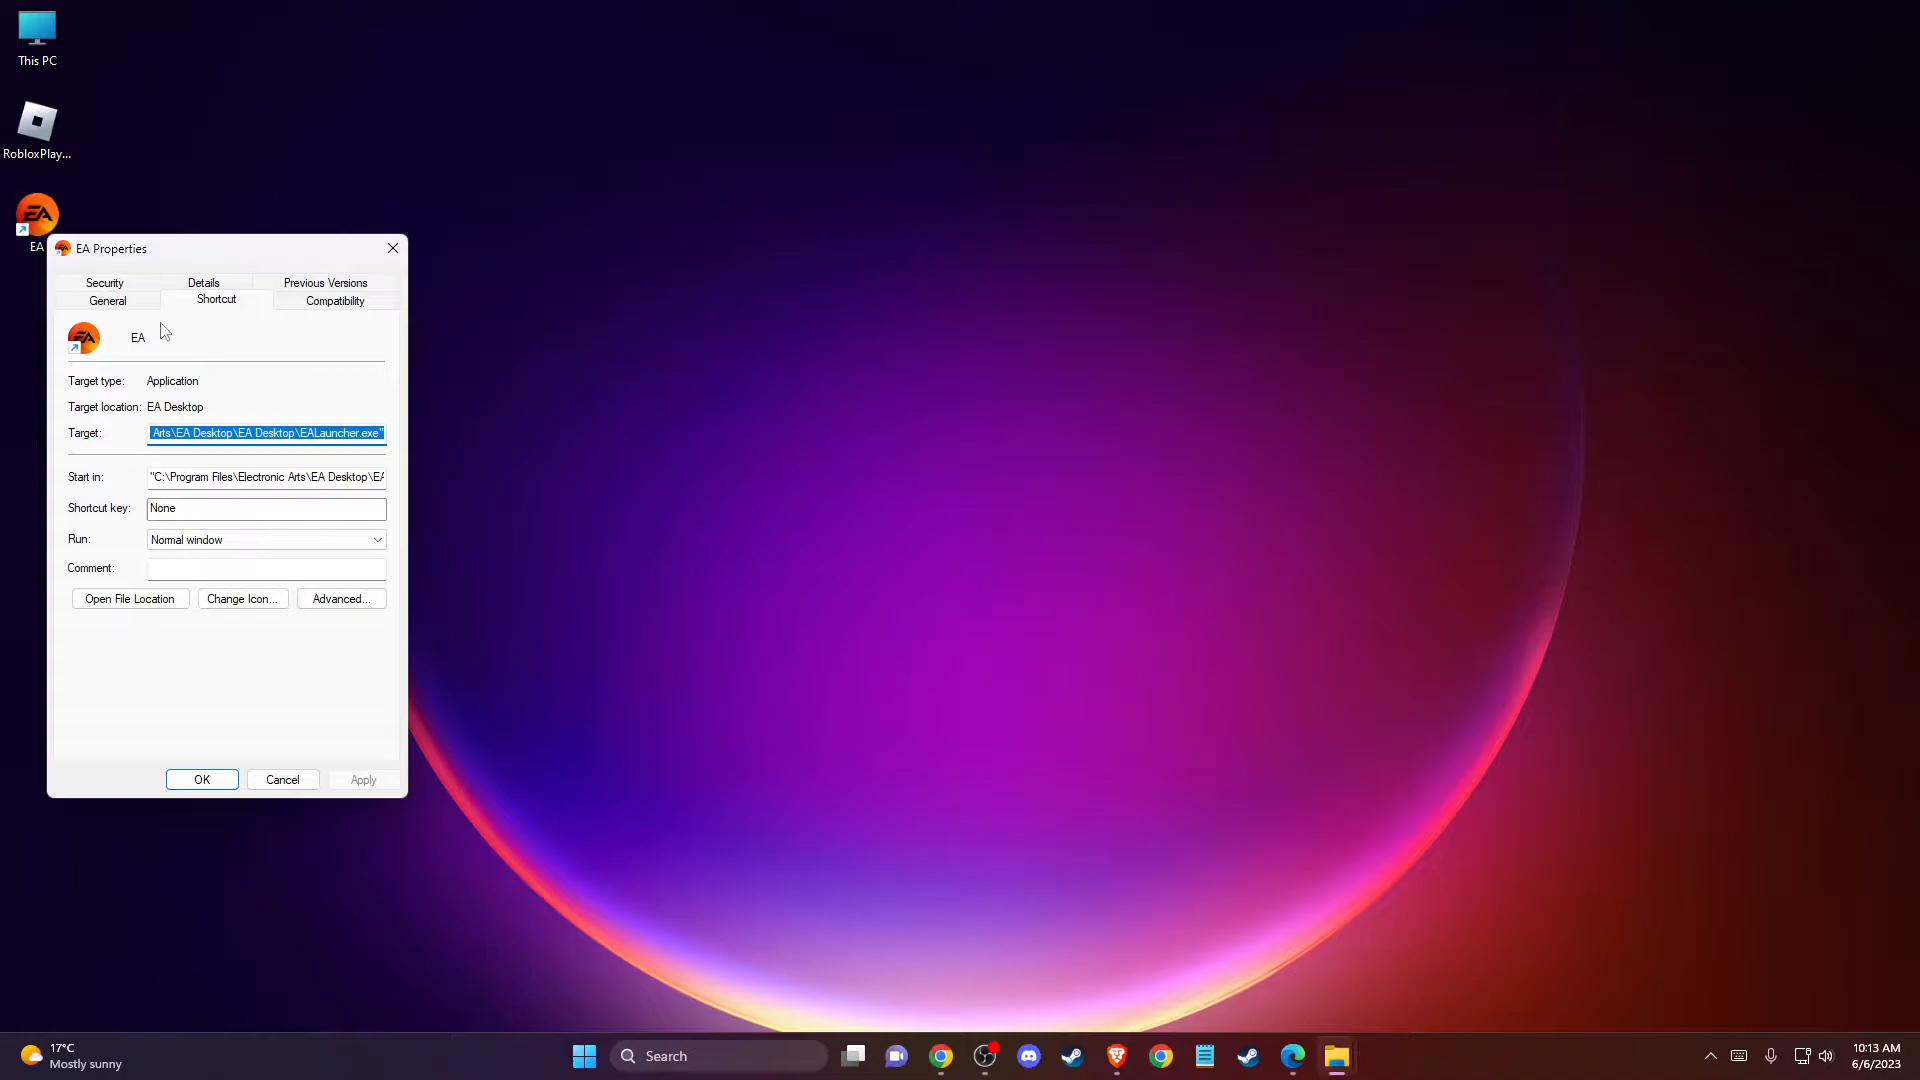 This PC
RobloxPlay...
EA
EA Properties
Security Details Previous Versions
General Shortcut Compatibility
EA
Target type: Application
Target location: EA Desktop
Target: Arts\EA Desktop\EA Desktop\EALauncher.exe"
Start in: "C:\Program Files\Electronic Arts\EA Desktop\EA
Shortcut key: None
Run: Normal window
Comment:
Open File Location Change Icon... Advanced...
OK Cancel Apply
17°C
Mostly sunny
Search
10:13 AM
6/6/2023